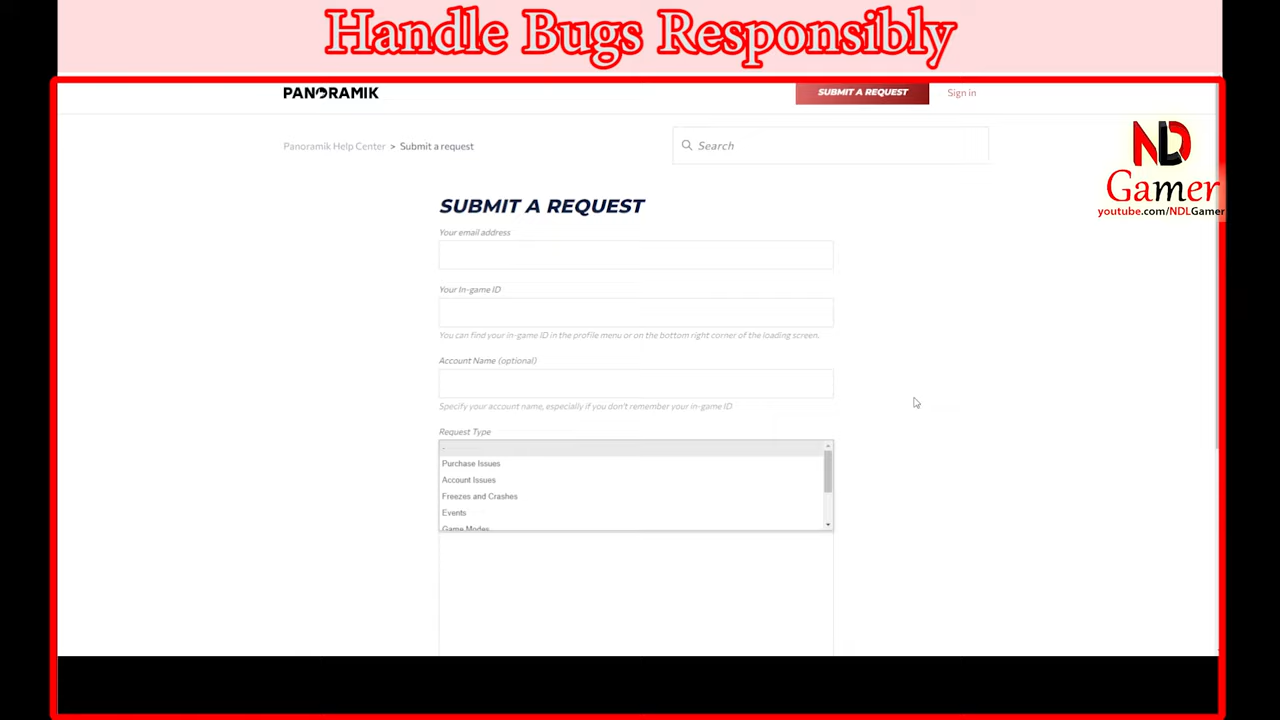 Handle Bugs Responsibly
PANORAMIK
SUBMIT A REQUEST
Sign in
Panoramik Help Center > Submit a request
Search
ND
Gamer
youtube.com/NDLGamer
SUBMIT A REQUEST
Your email address
Your In-game ID
You can find your in-game ID in the profile menu or on the bottom right corner of the loading screen.
Account Name (optional)
Specify your account name, especially if you don't remember your in-game ID
Request Type
-
Purchase Issues
Account Issues
Freezes and Crashes
Events
Game Modes